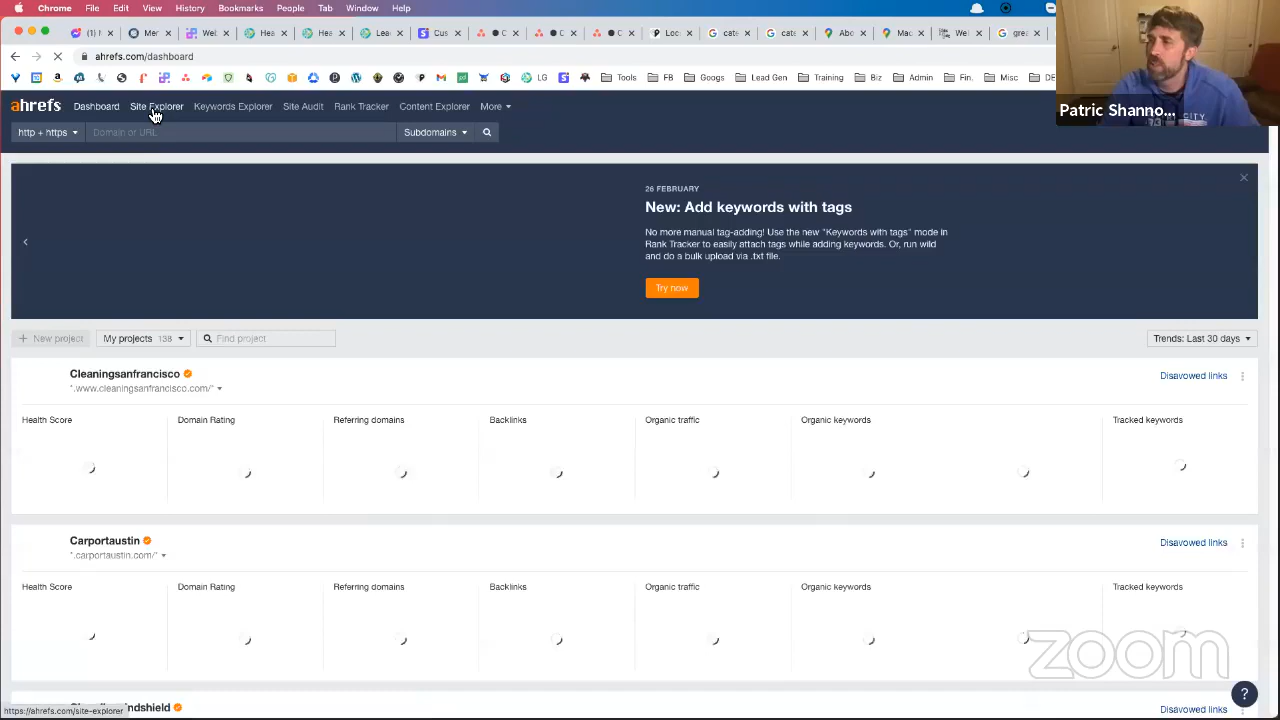 Chrome File Edit View History Bookmarks People Tab Window Help
ahrefs.com/dashboard
LG Tools FB Googs Lead Gen Training Biz Admin Fin. Misc
ahrefs Dashboard Site Explorer Keywords Explorer Site Audit Rank Tracker Content Explorer More
http + https Domain or URL Subdomains
Patric Shanno...
26 FEBRUARY
New: Add keywords with tags
No more manual tag-adding! Use the new "Keywords with tags" mode in
Rank Tracker to easily attach tags while adding keywords. Or, run wild
and do a bulk upload via .txt file.
Try now
New project My projects 138 Find project Trends: Last 30 days
Cleaningsanfrancisco Disavowed links
*.www.cleaningsanfrancisco.com/*
Health Score Domain Rating Referring domains Backlinks Organic traffic Organic keywords Tracked keywords
Carportaustin Disavowed links
*.carportaustin.com/*
Health Score Domain Rating Referring domains Backlinks Organic traffic Organic keywords Tracked keywords
zoom
Disavowed links
https://ahrefs.com/site-explorer